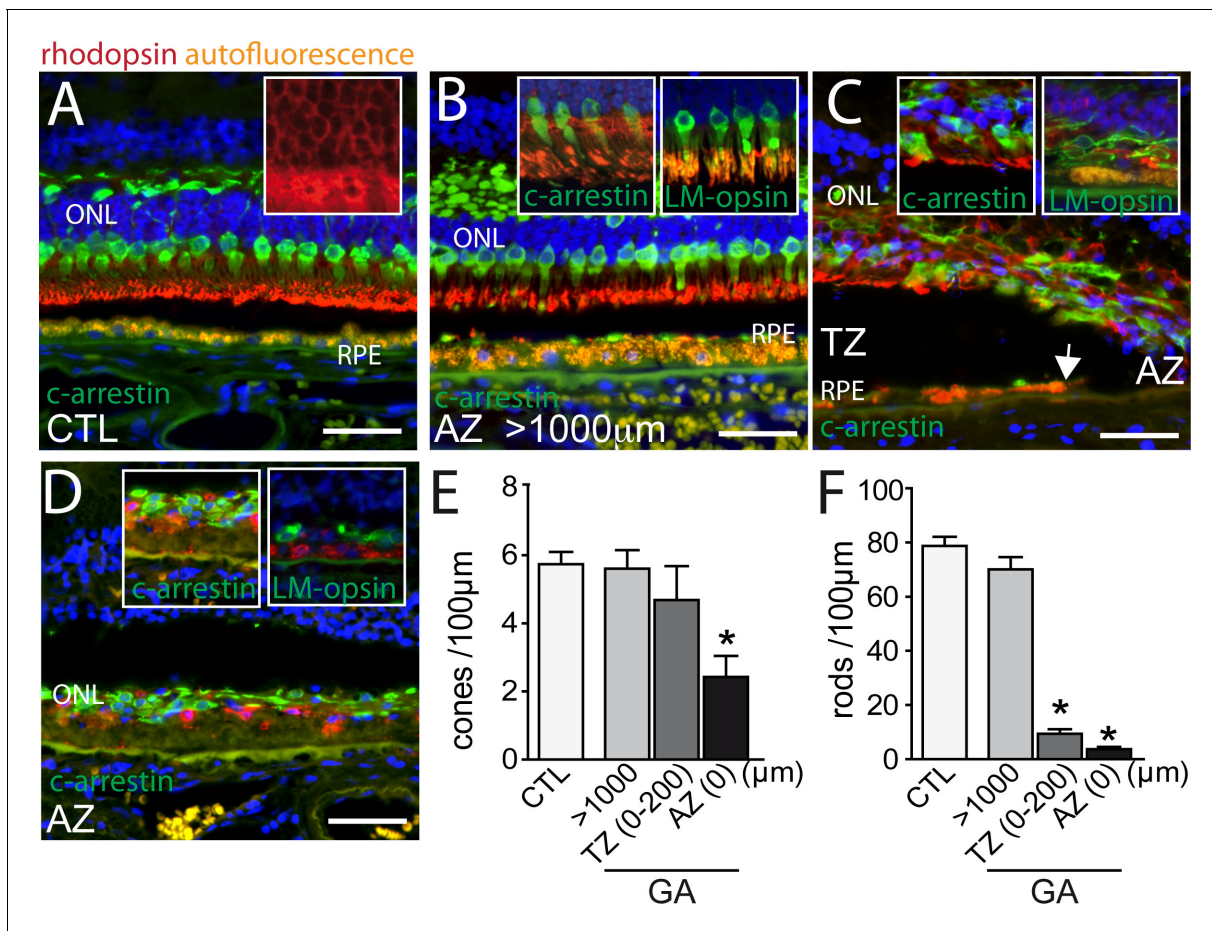 rhodopsin autofluorescence
A
ONL
RPE
c-arrestin
CTL
B
c-arrestin
LM-opsin
ONL
RPE
c-arrestin
AZ >1000μm
C
ONL
c-arrestin
LM-opsin
TZ
AZ
RPE
c-arrestin
D
c-arrestin
LM-opsin
ONL
c-arrestin
AZ
E
cones /100μm
8
6
4
2
0
*
CTL
>1000
TZ (0-200)
AZ (0) (μm)
GA
F
rods /100μm
100
80
60
40
20
0
*
*
CTL
>1000
TZ (0-200)
AZ (0) (μm)
GA